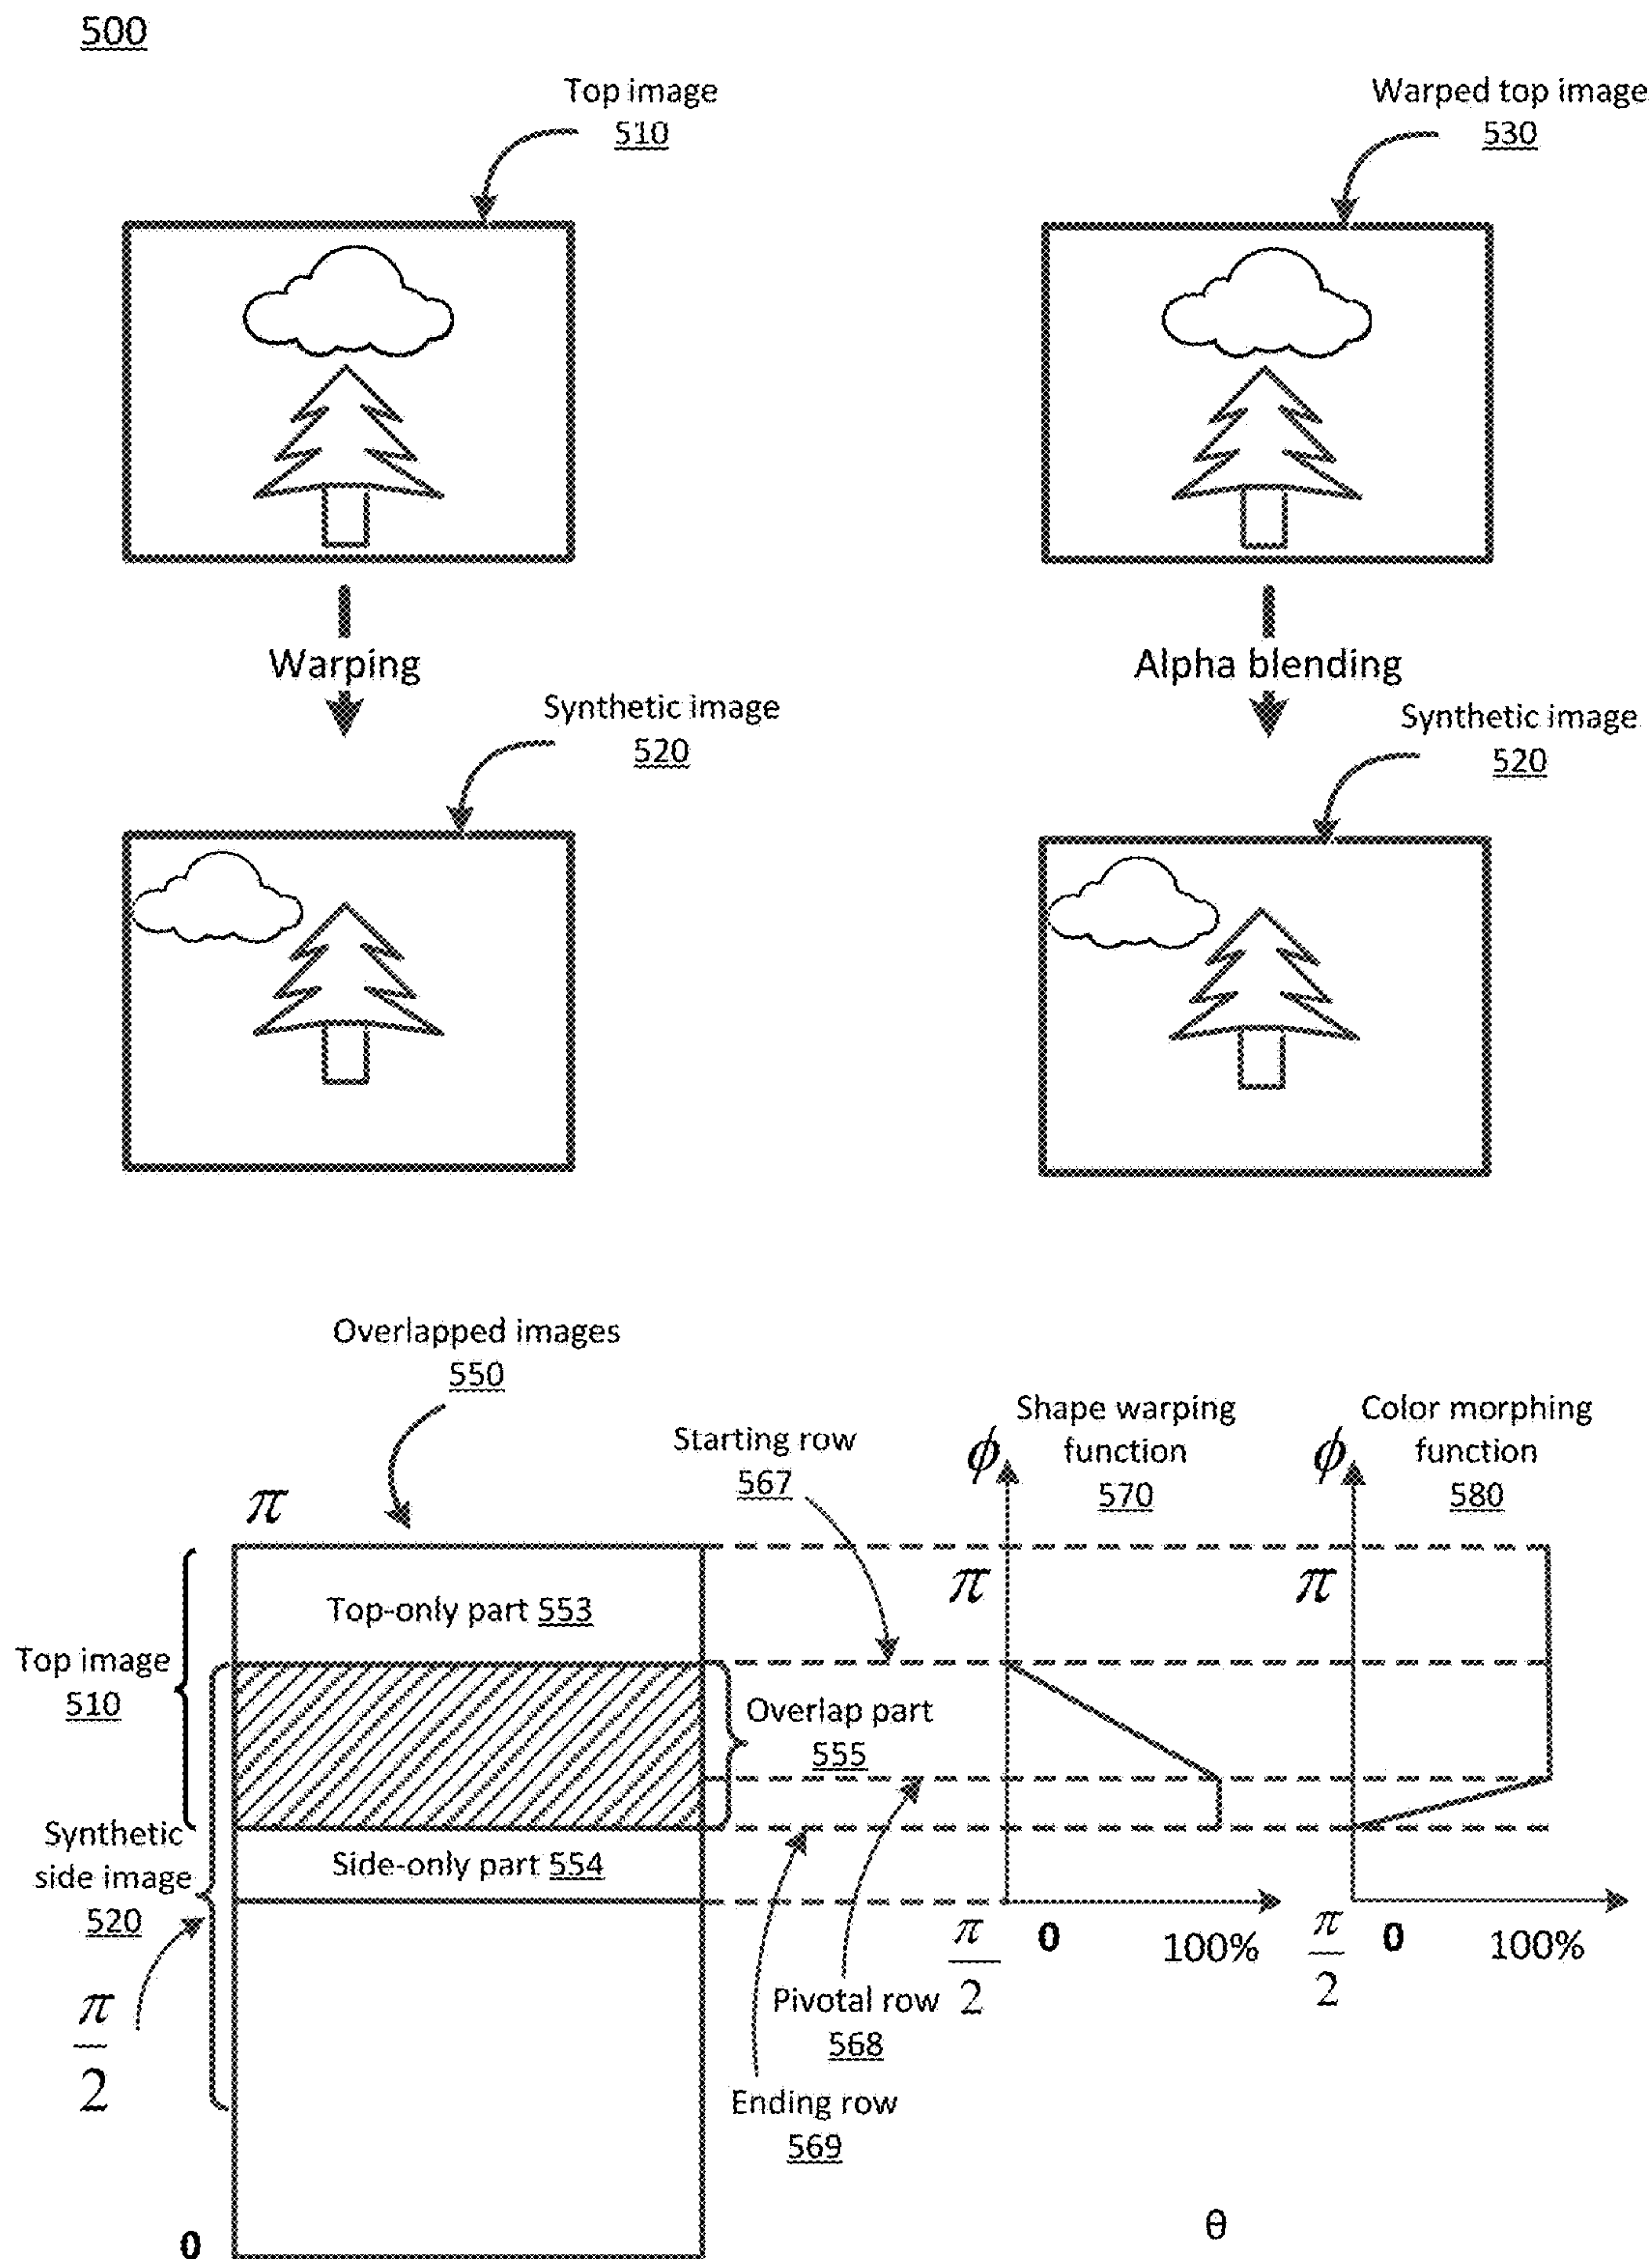 500
Top image
510
Warped top image
530
Warping
Alpha blending
Synthetic image
520
Synthetic image
520
Overlapped images
550
Starting row
567
Shape warping
function
570
Color morphing
function
580
ϕ
ϕ
π
π
π
Top-only part 553
Top image
510
Overlap part
555
Synthetic
side image
520
Side-only part 554
π
2
0
100%
π
2
0
100%
π
2
Pivotal row
568
Ending row
569
θ
0